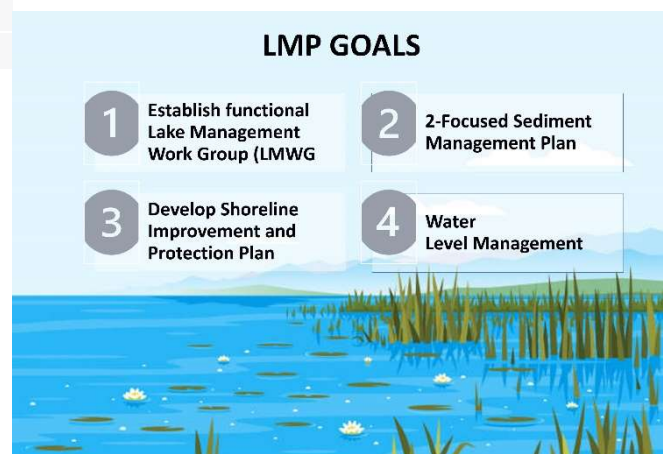 LMP GOALS
1
Establish functional
Lake Management
Work Group (LMWG
2
2-Focused Sediment
Management Plan
3
Develop Shoreline
Improvement and
Protection Plan
4
Water
Level Management